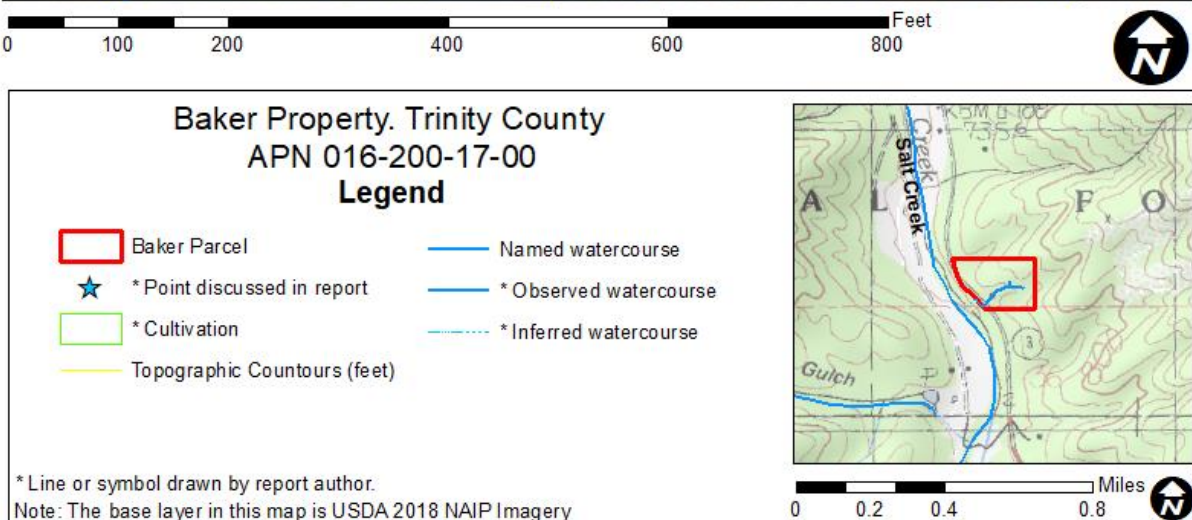 Feet
0 100 200 400 600 800
N
Baker Property. Trinity County
APN 016-200-17-00
Legend
Baker Parcel
* Point discussed in report
* Cultivation
Topographic Countours (feet)
Named watercourse
* Observed watercourse
* Inferred watercourse
* Line or symbol drawn by report author.
Note: The base layer in this map is USDA 2018 NAIP Imagery
Creek
Salt Creek
A L F O
3
Gulch
Miles
0 0.2 0.4 0.8
N